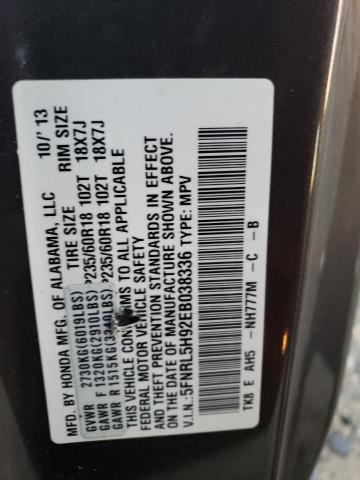 MFD. BY HONDA MFG. OF ALABAMA, LLC 10/'13
TIRE SIZE RIM SIZE
GVWR 2730KG(6019LBS)
GAWR F 1320KG(2910LBS) P235/60R18 102T 18X7J
GAWR R 1515KG( LBS) P235/60R18 102T 18X7J
THIS VEHICLE CONFORMS TO ALL APPLICABLE
FEDERAL MOTOR VEHICLE SAFETY
AND THEFT PREVENTION STANDARDS IN EFFECT
ON THE DATE OF MANUFACTURE SHOWN ABOVE.
V.I.N.: 5FNRL5H92EB038336 TYPE: MPV
TK8 E AH5 -NH777M - C - B